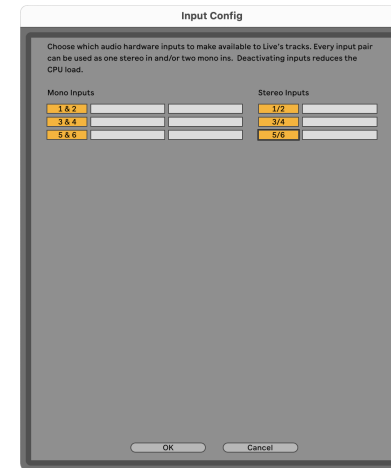 Input Config
Choose which audio hardware inputs to make available to Live's tracks. Every input pair
can be used as one stereo in and/or two mono ins. Deactivating inputs reduces the
CPU load.
Mono Inputs
Stereo Inputs
1 & 2
1/2
3 & 4
3/4
5 & 6
5/6
OK
Cancel